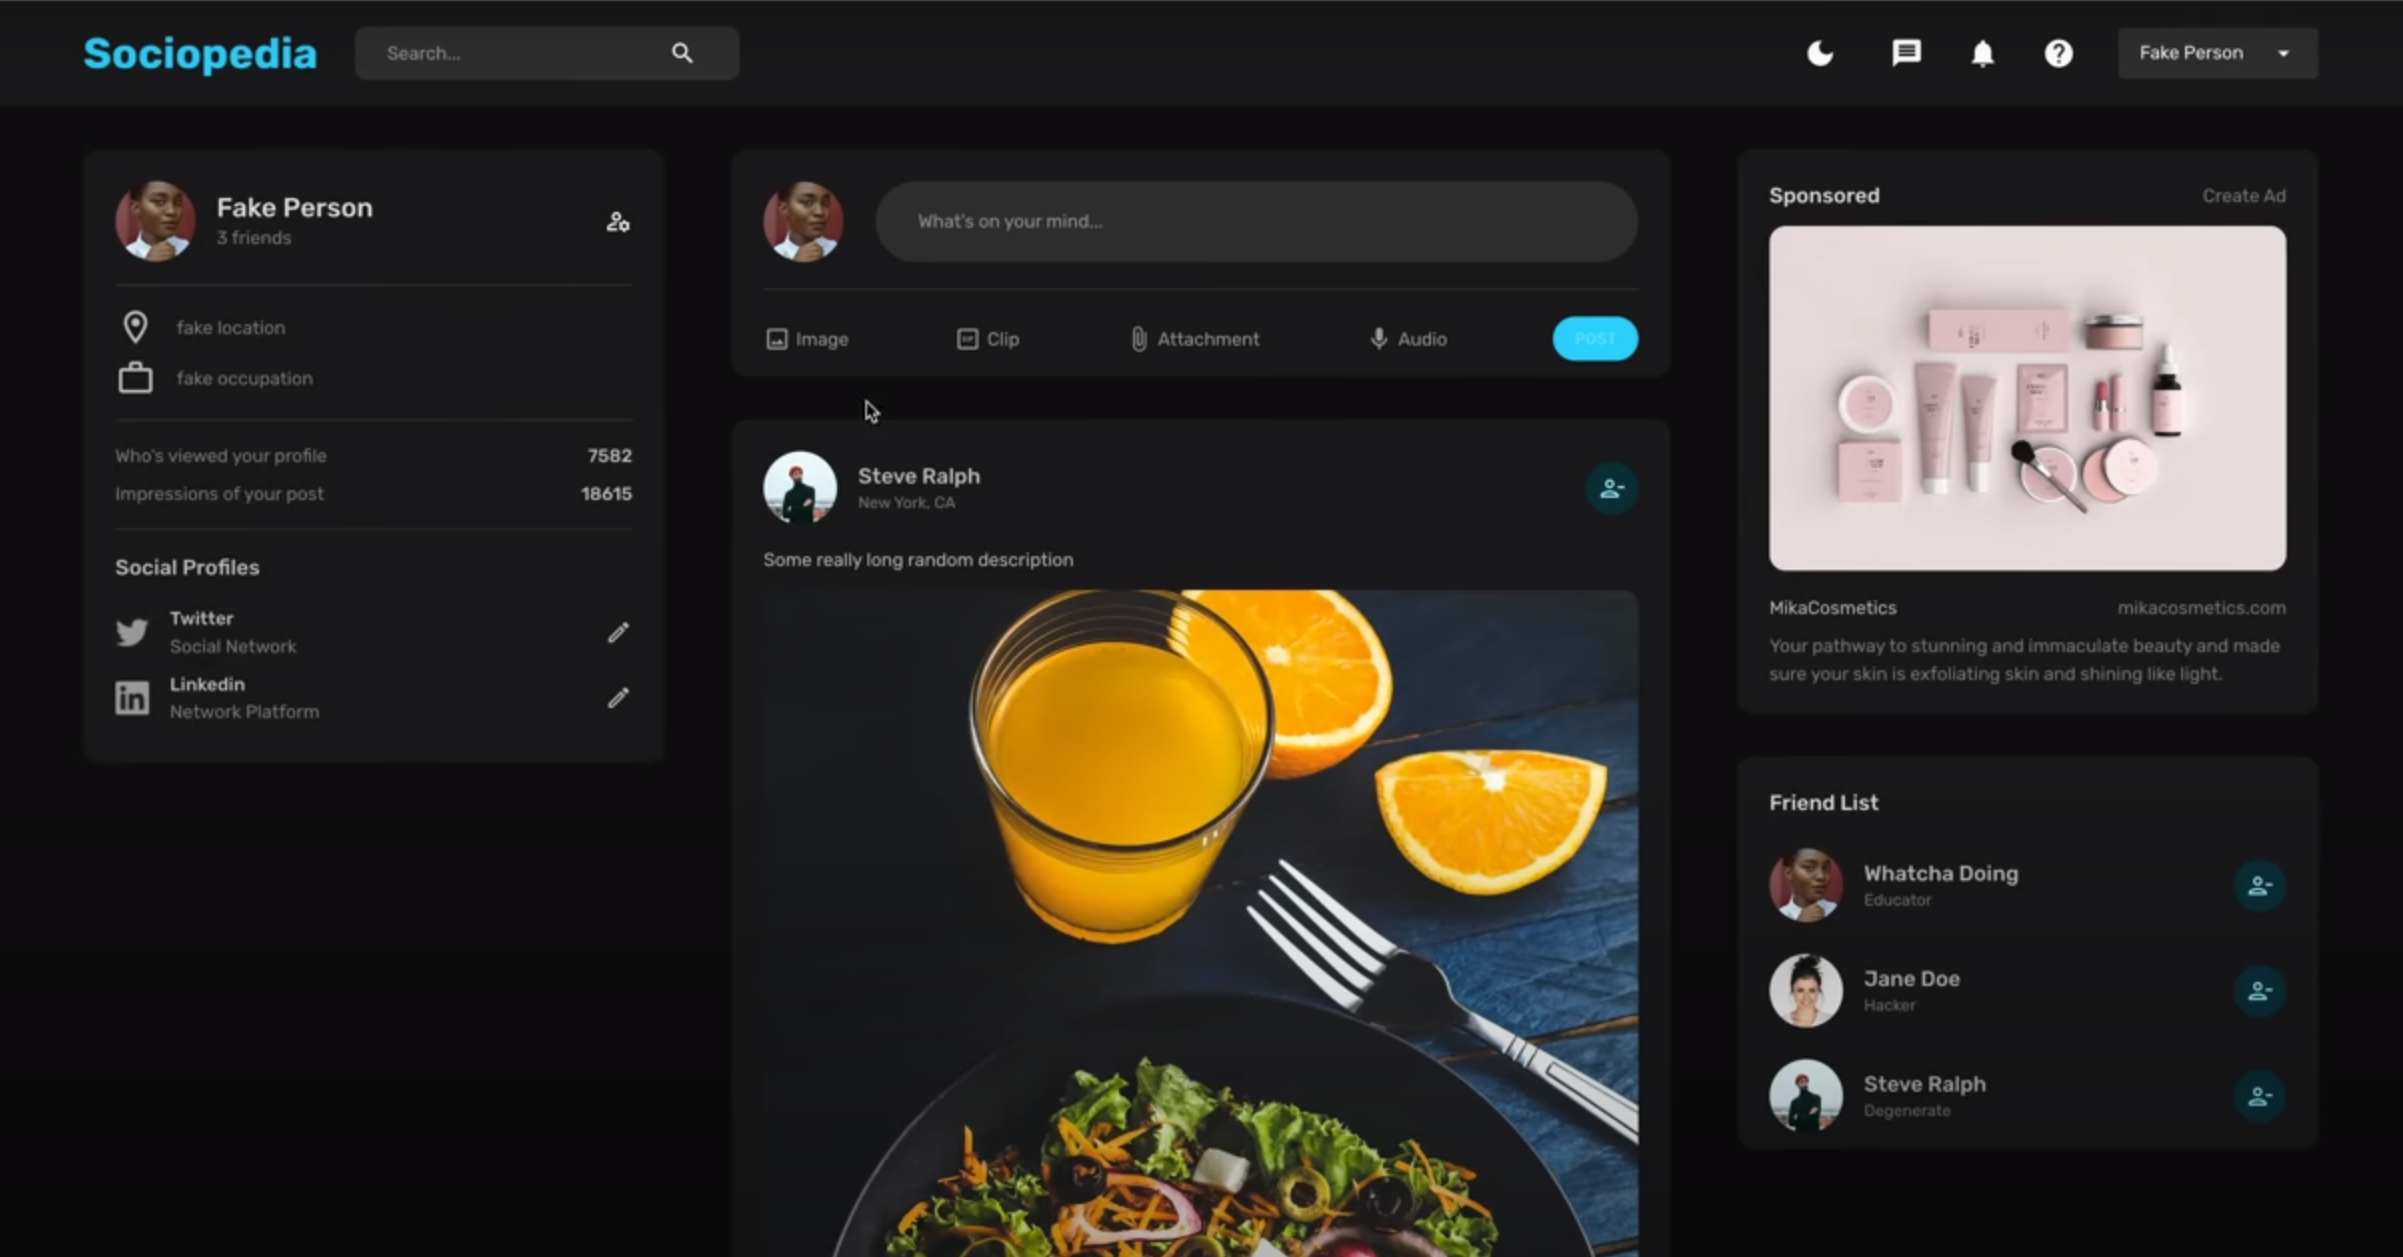 Sociopedia
Search...
Fake Person
Fake Person
3 friends
fake location
fake occupation
Who's viewed your profile 7582
Impressions of your post 18615
Social Profiles
Twitter
Social Network
Linkedin
Network Platform
What's on your mind...
Image
Clip
Attachment
Audio
POST
Steve Ralph
New York, CA
Some really long random description
Sponsored
Create Ad
MikaCosmetics
mikacosmetics.com
Your pathway to stunning and immaculate beauty and made
sure your skin is exfoliating skin and shining like light.
Friend List
Whatcha Doing
Educator
Jane Doe
Hacker
Steve Ralph
Degenerate